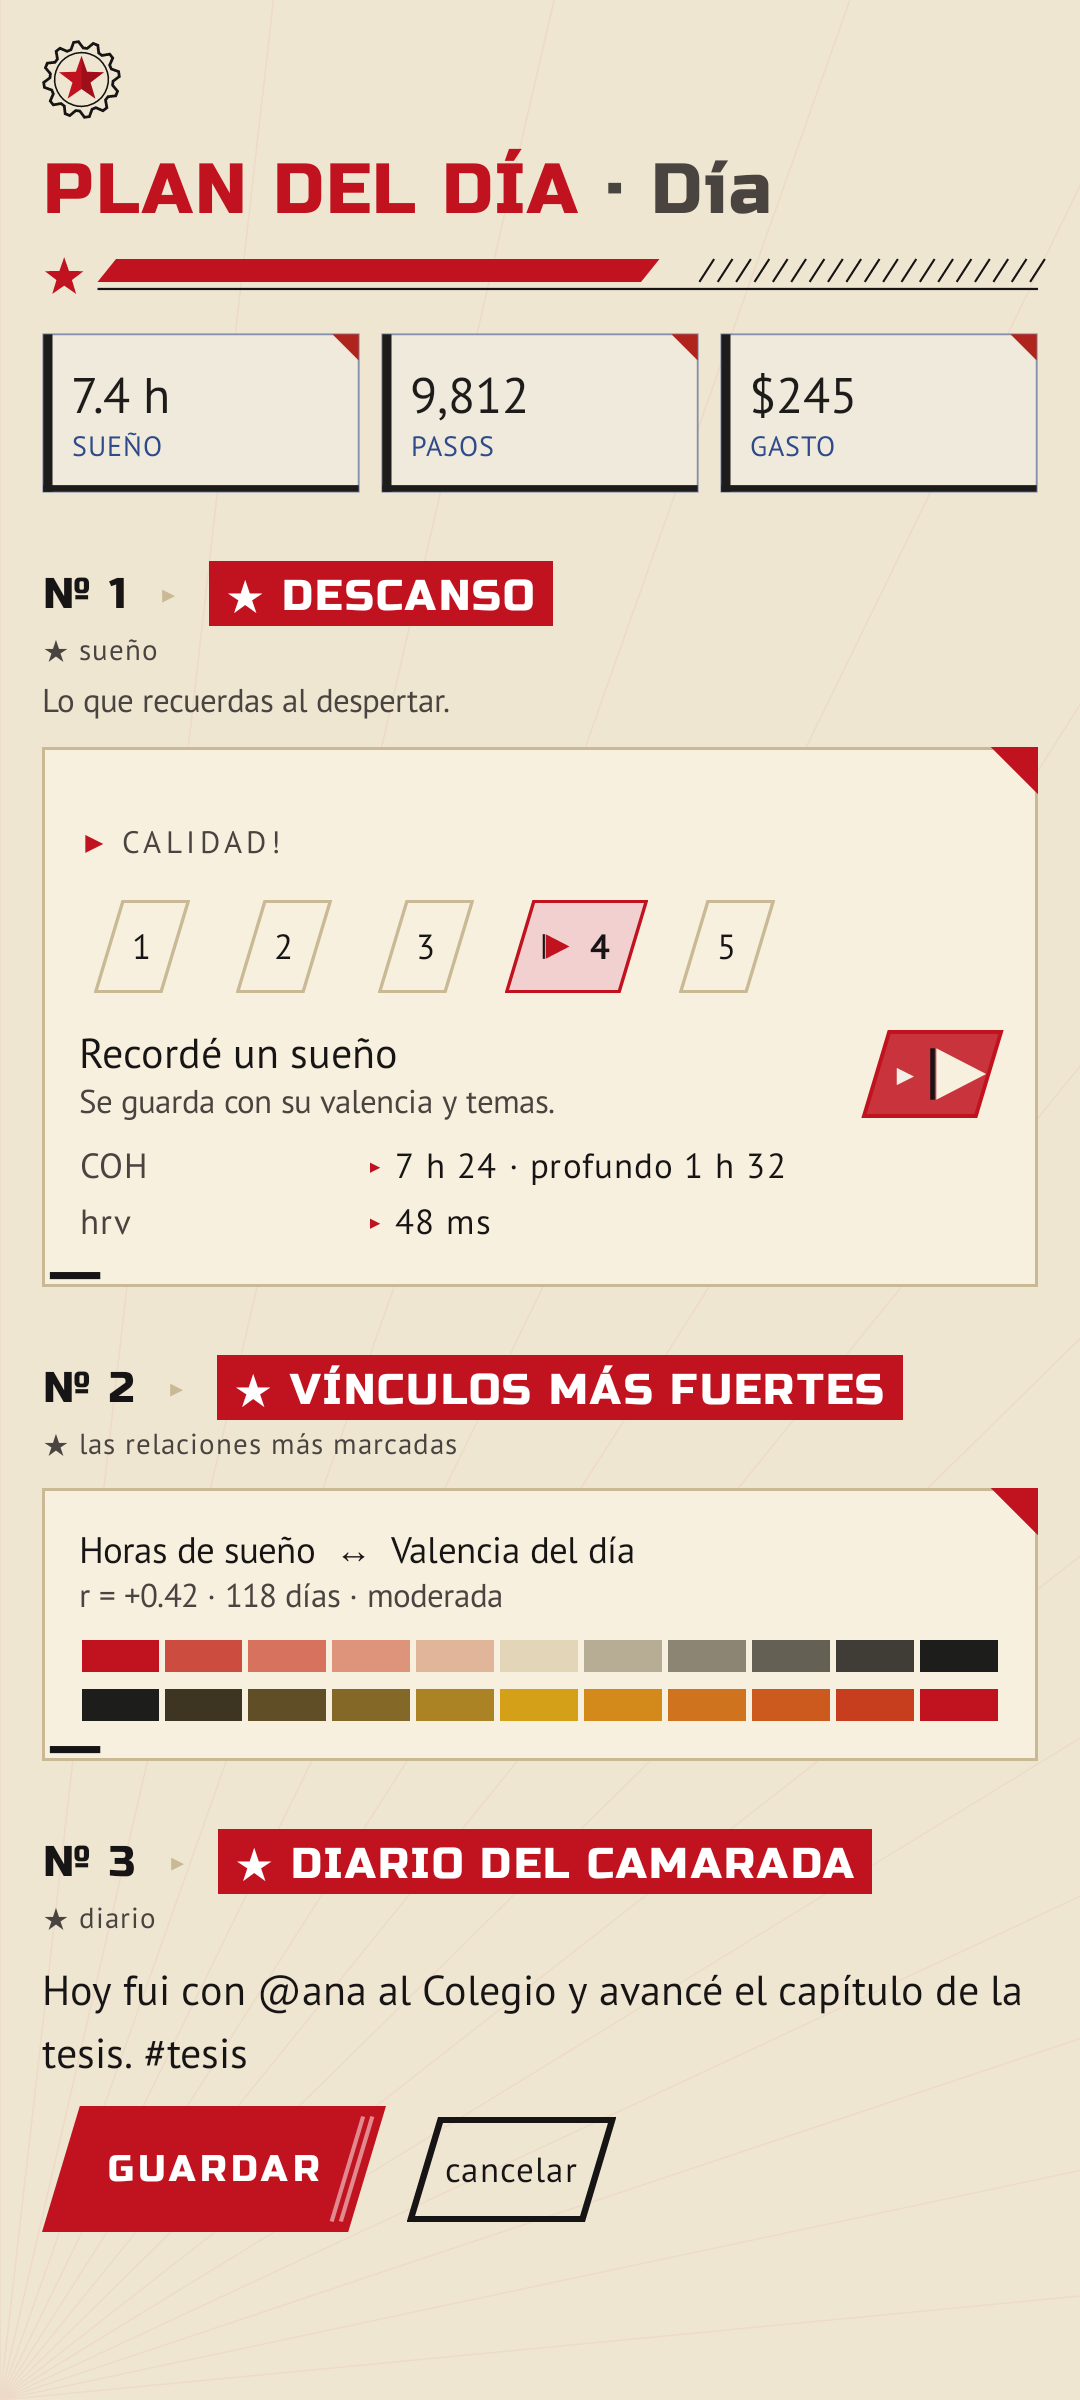 PLAN DEL DÍA · Día
7.4 h
SUEÑO
9,812
PASOS
$245
GASTO
Nº 1 ▸ ★ DESCANSO
★ sueño
Lo que recuerdas al despertar.
▶ CALIDAD!
1 2 3 4 5
Recordé un sueño
Se guarda con su valencia y temas.
COH ▸ 7 h 24 · profundo 1 h 32
hrv ▸ 48 ms
Nº 2 ▸ ★ VÍNCULOS MÁS FUERTES
★ las relaciones más marcadas
Horas de sueño ↔ Valencia del día
r = +0.42 · 118 días · moderada
Nº 3 ▸ ★ DIARIO DEL CAMARADA
★ diario
Hoy fui con @ana al Colegio y avancé el capítulo de la
tesis. #tesis
GUARDAR
cancelar